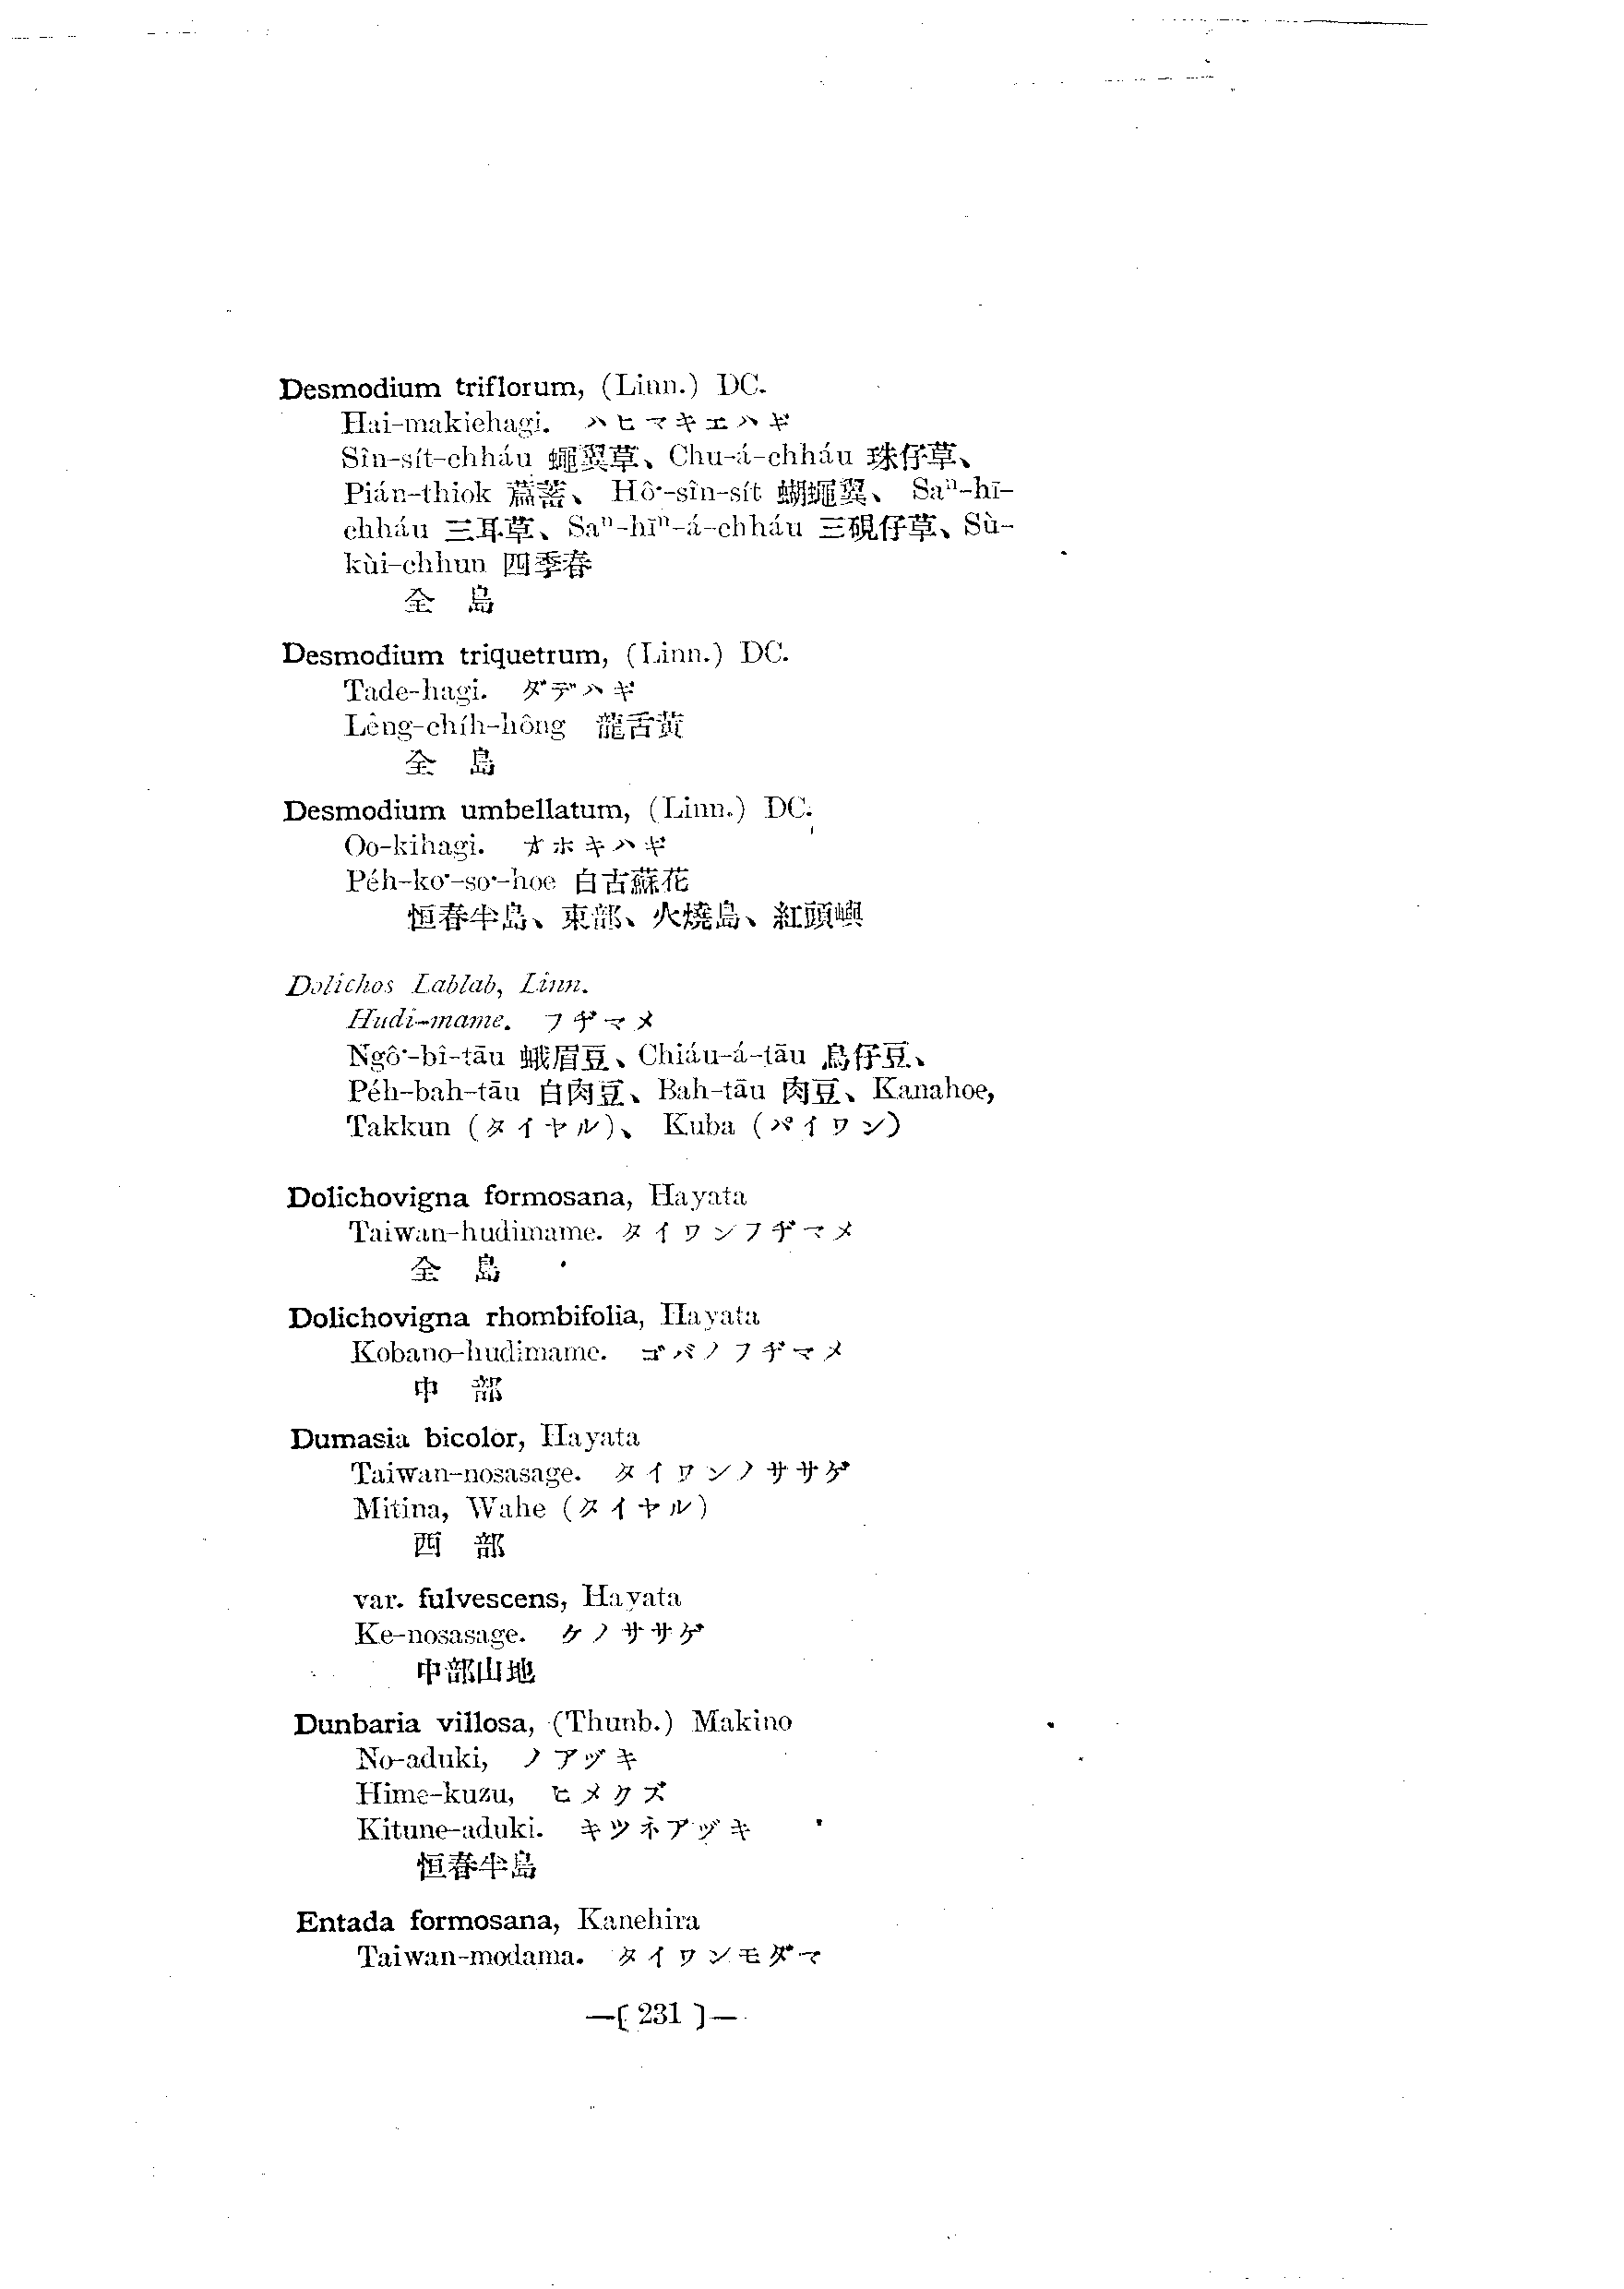 Desmodium triflorum, (Linn.) DC.
Hai-makiehagi. ハヒマキエハギ
Sîn-si̍t-chháu 蠅翼草、Chu-á-chháu 珠仔草、
Pián-thiok 萹蓄、 Hô͘-sîn-si̍t 蝴蠅翼、 Saⁿ-hī-
chháu 三耳草、Saⁿ-hīⁿ-á-chháu 三硯仔草、Sù-
kùi-chhun 四季春
全 島
Desmodium triquetrum, (Linn.) DC.
Tade-hagi. タデハギ
Lêng-chi̍h-hông 龍舌黃
全 島
Desmodium umbellatum, (Linn.) DC.
Oo-kihagi. オホキハギ
Pe̍h-ko͘-so͘-hoe 白古蘇花
恒春半島、東部、火燒島、紅頭嶼
Dolichos Lablab, Linn.
Hudi-mame. フヂマメ
Ngô͘-bî-tāu 蛾眉豆、Chiáu-á-tāu 鳥仔豆、
Pe̍h-bah-tāu 白肉豆、Bah-tāu 肉豆、Kanahoe,
Takkun (タイヤル)、 Kuba (パイワン)
Dolichovigna formosana, Hayata
Taiwan-hudimame. タイワンフヂマメ
全 島
Dolichovigna rhombifolia, Hayata
Kobano-hudimame. コバノフヂマメ
中 部
Dumasia bicolor, Hayata
Taiwan-nosasage. タイワンノササゲ
Mitina, Wahe (タイヤル)
西 部
var. fulvescens, Hayata
Ke-nosasage. ケノササゲ
中部山地
Dunbaria villosa, (Thunb.) Makino
No-aduki, ノアヅキ
Hime-kuzu, ヒメクズ
Kitune-aduki. キツネアヅキ
恒春半島
Entada formosana, Kanehira
Taiwan-modama. タイワンモダマ
—( 231 )—